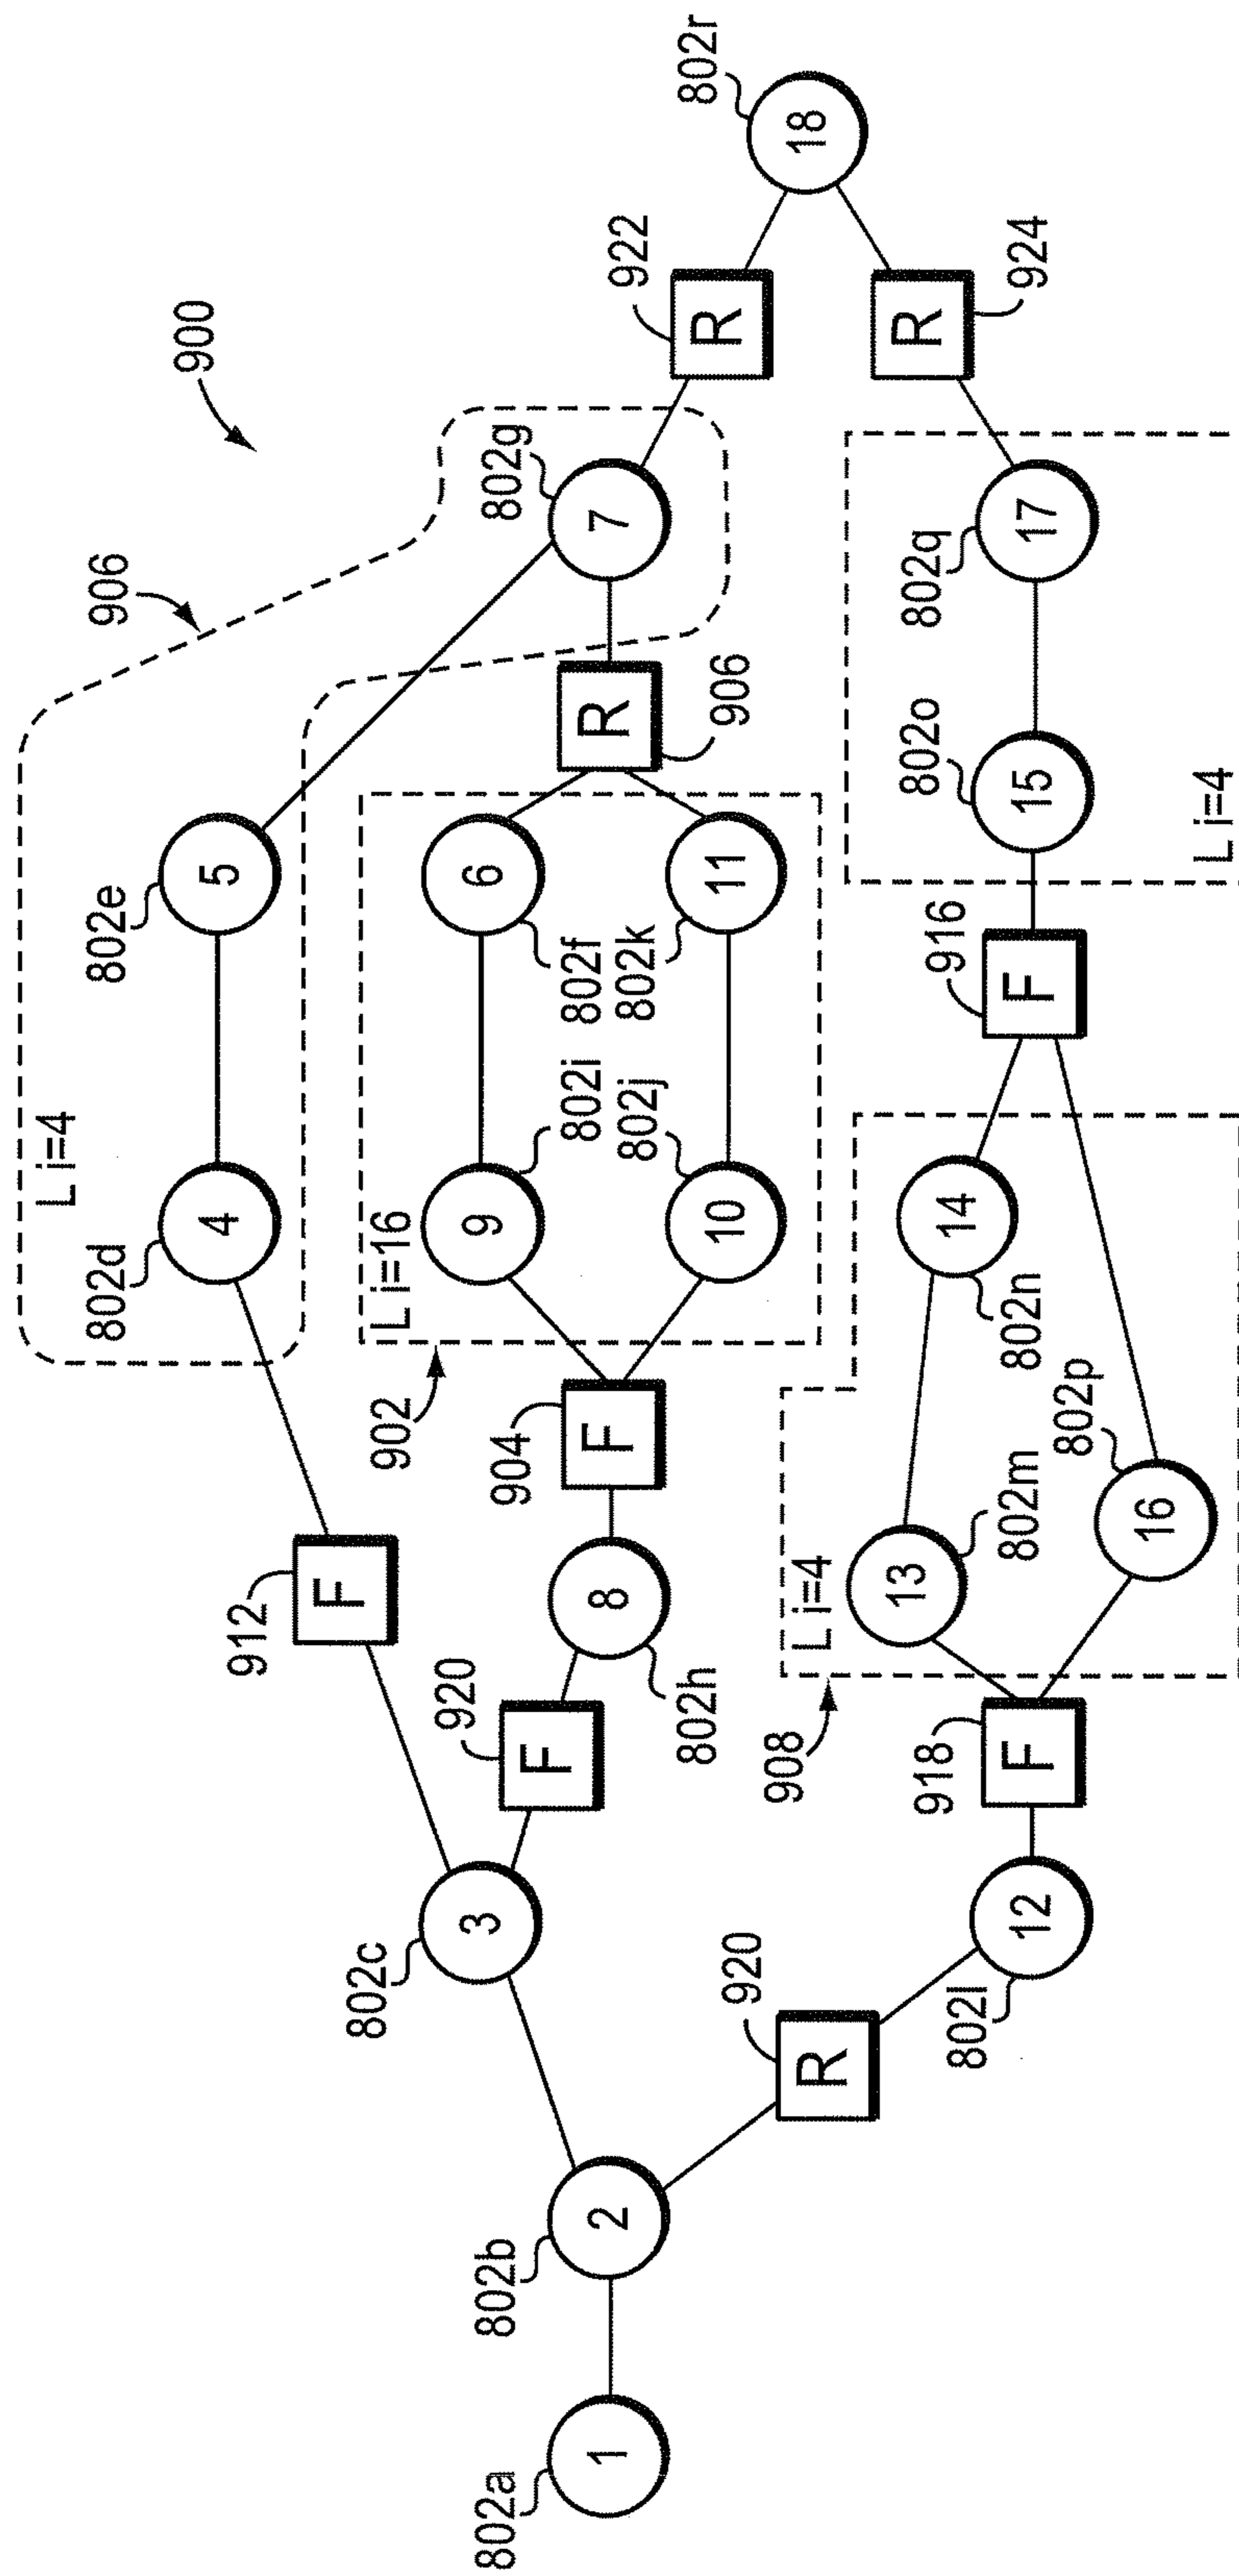 900
906
L i=4
802d
4
802e
5
802g
7
912
F
902
L i=16
802i
9
802f
6
802j
10
802k
11
904
F
R
906
802c
3
920
F
802h
8
802a
1
802b
2
922
R
802r
18
924
R
920
R
802l
12
918
F
908
L i=4
802m
13
802n
14
802p
16
916
F
802o
15
802q
17
L i=4